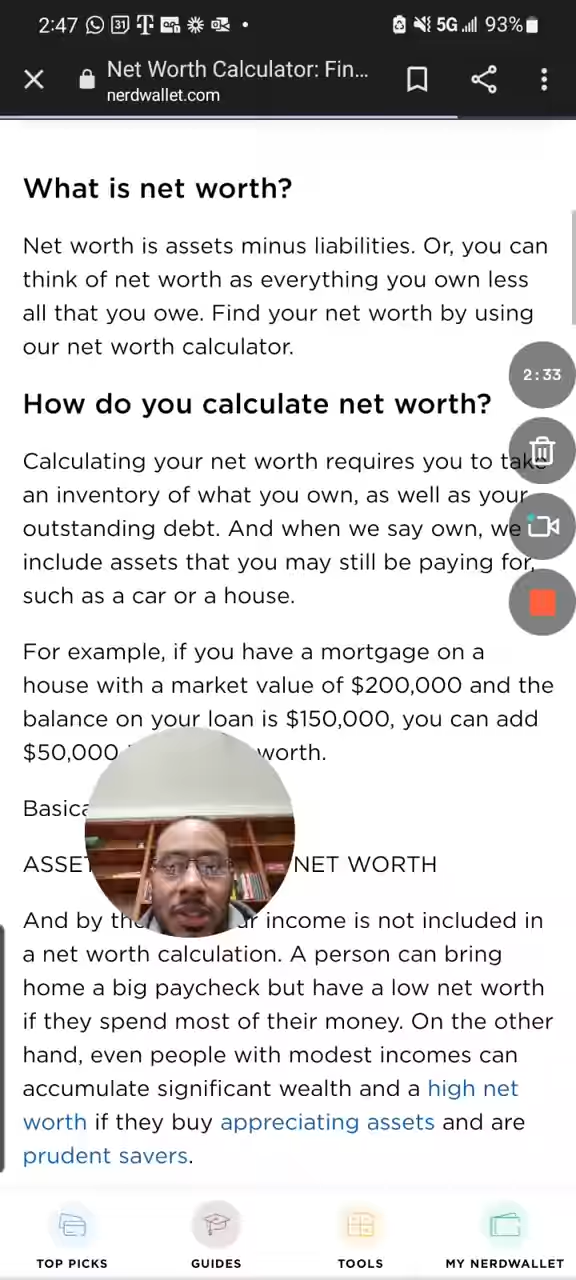 2:47
31
5G
93%
Net Worth Calculator: Fin...
nerdwallet.com
What is net worth?
Net worth is assets minus liabilities. Or, you can
think of net worth as everything you own less
all that you owe. Find your net worth by using
our net worth calculator.
2:33
How do you calculate net worth?
Calculating your net worth requires you to take
an inventory of what you own, as well as your
outstanding debt. And when we say own, we
include assets that you may still be paying for,
such as a car or a house.
For example, if you have a mortgage on a
house with a market value of $200,000 and the
balance on your loan is $150,000, you can add
$50,000 worth.
NET WORTH
And by income is not included in
a net worth calculation. A person can bring
home a big paycheck but have a low net worth
if they spend most of their money. On the other
hand, even people with modest incomes can
accumulate significant wealth and a high net
worth if they buy appreciating assets and are
prudent savers.
TOP PICKS
GUIDES
TOOLS
MY NERDWALLET